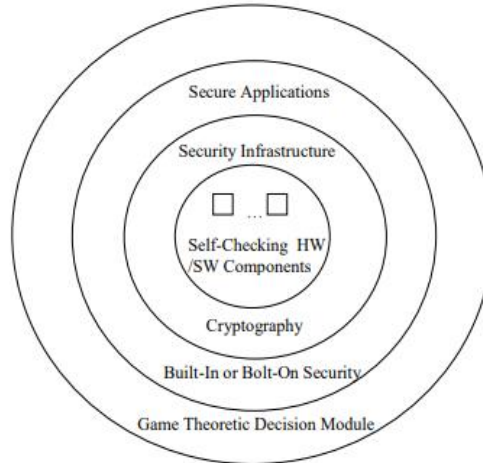 Secure Applications
Security Infrastructure
...
Self-Checking HW
/SW Components
Cryptography
Built-In or Bolt-On Security
Game Theoretic Decision Module